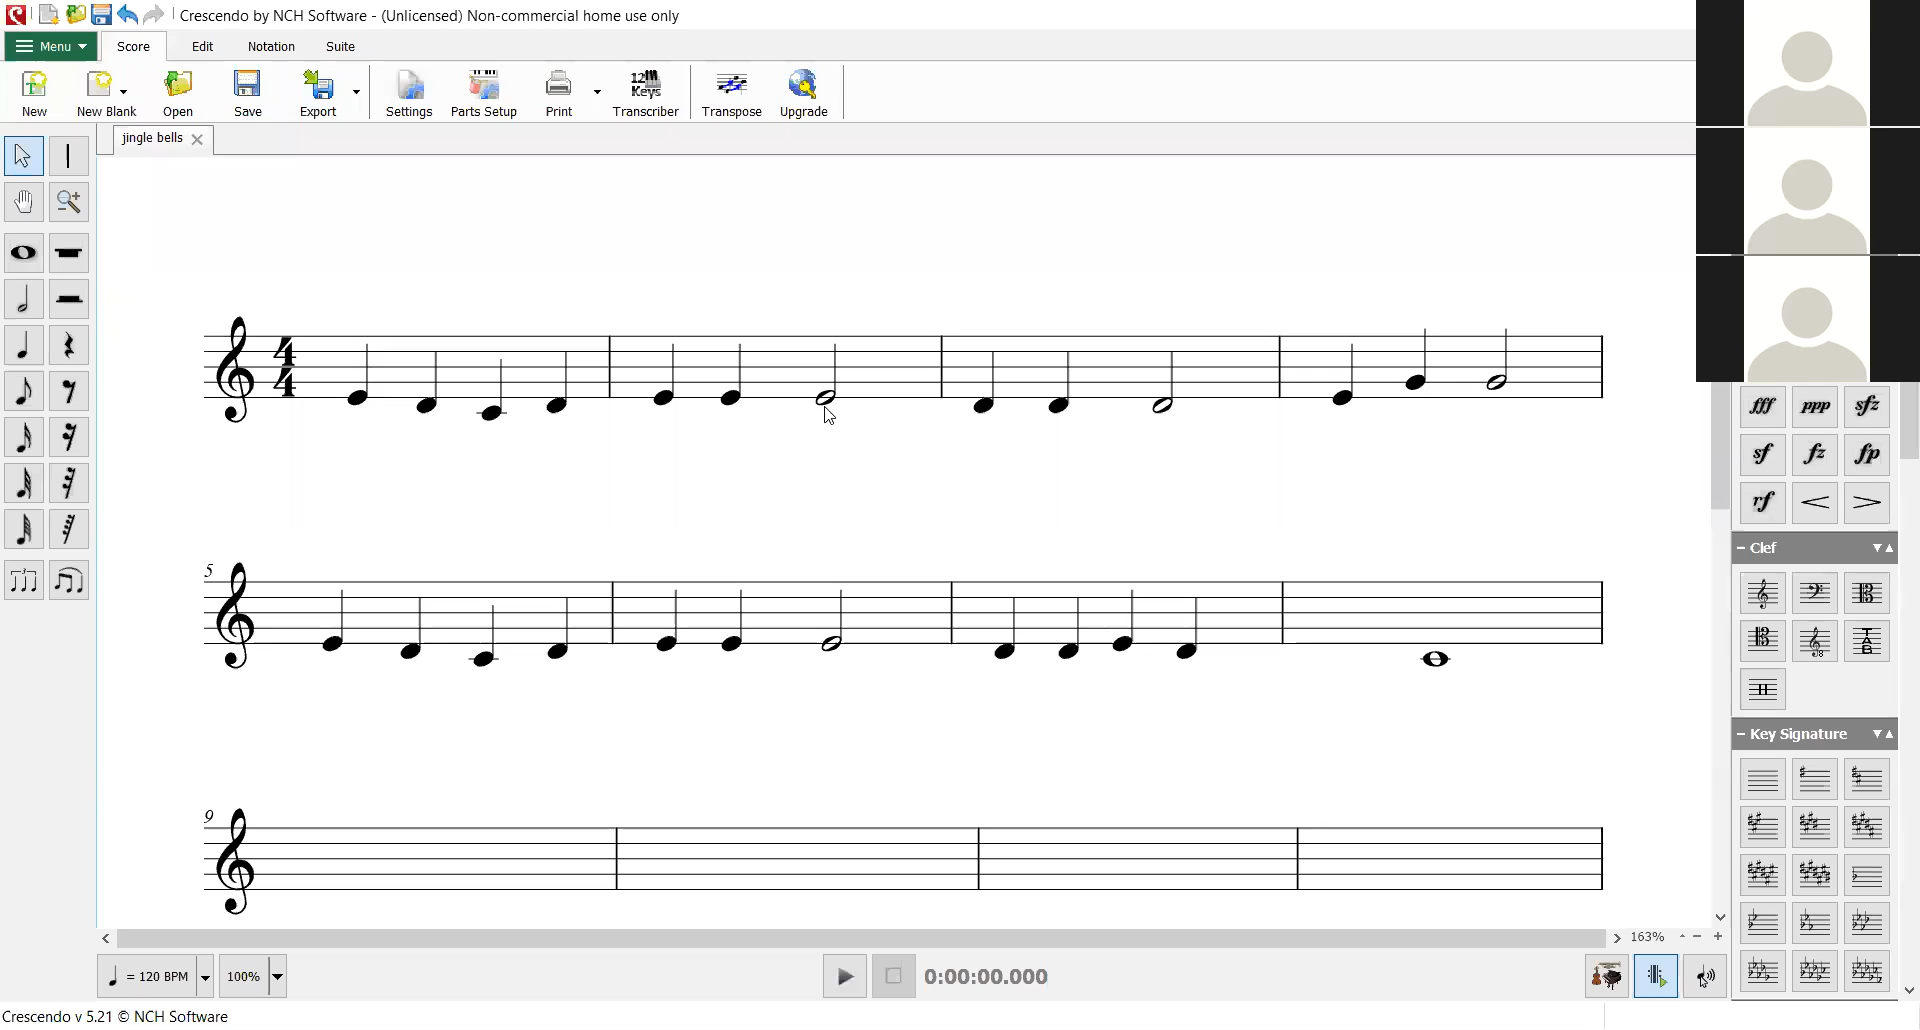 Crescendo by NCH Software - (Unlicensed) Non-commercial home use only
Menu Score Edit Notation Suite
12
Keys
New New Blank Open Save Export Settings Parts Setup Print Transcriber Transpose Upgrade
jingle bells
4
4
fff ppp sfz
sf fz fp
rf
5
- Clef
8
TAB
- Key Signature
9
163%
= 120 BPM 100% 0:00:00.000
Crescendo v 5.21 © NCH Software